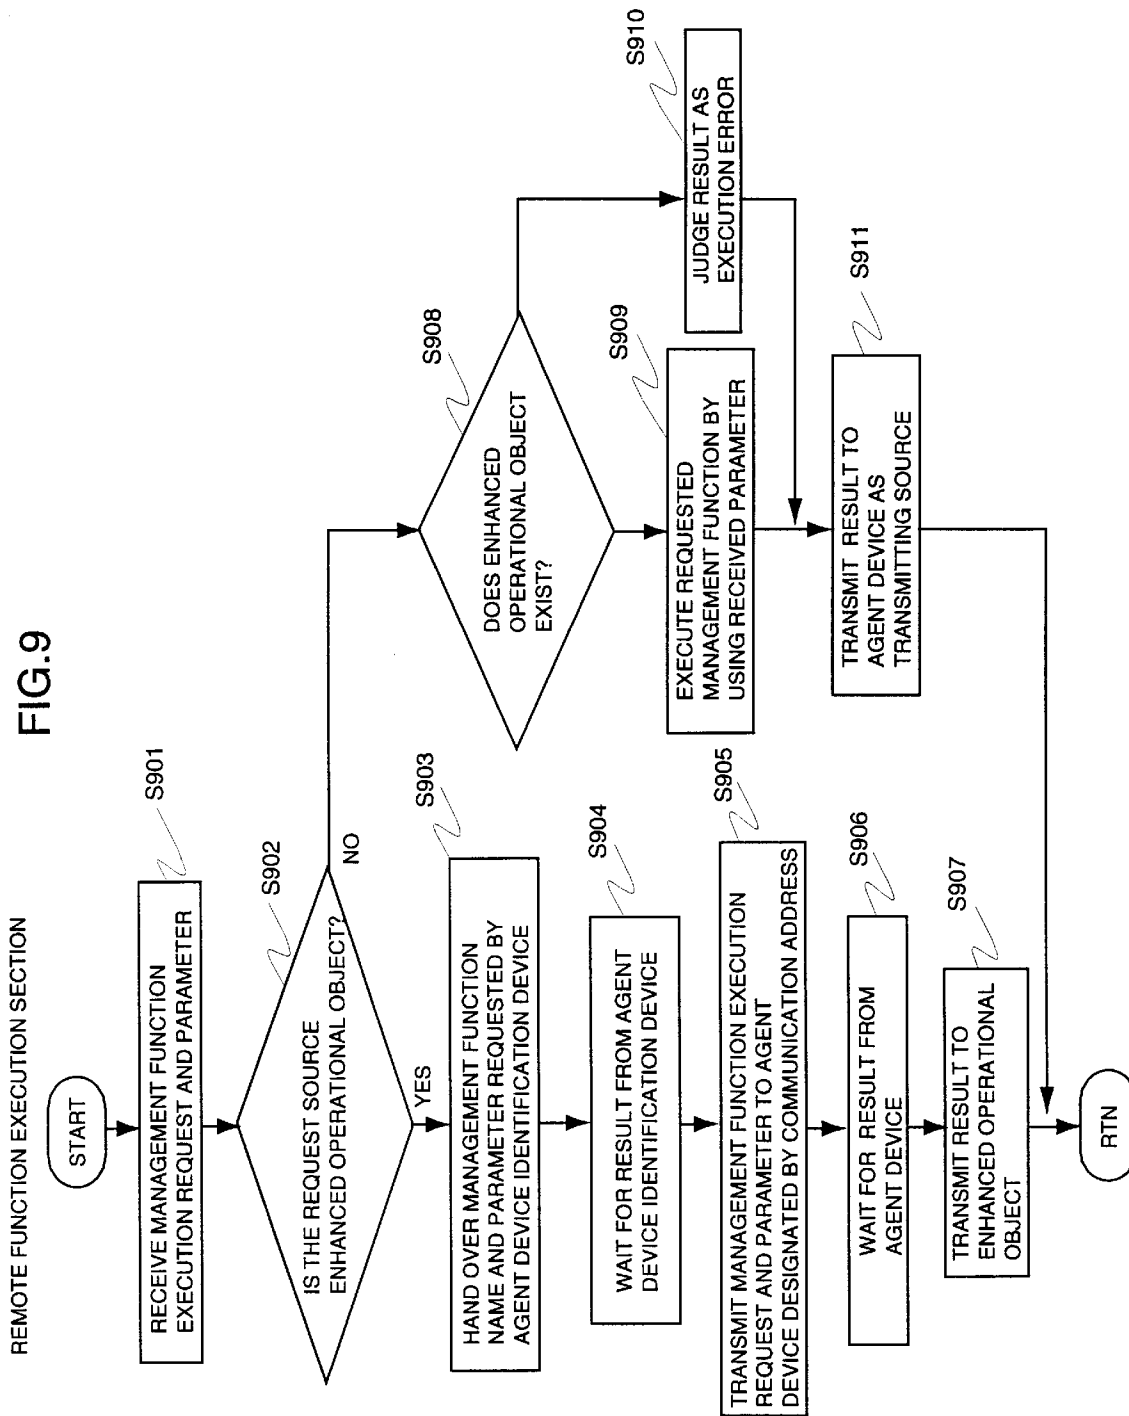 FIG.9
REMOTE FUNCTION EXECUTION SECTION
START
RECEIVE MANAGEMENT FUNCTION
EXECUTION REQUEST AND PARAMETER
S901
IS THE REQUEST SOURCE
ENHANCED OPERATIONAL OBJECT?
S902
NO
YES
HAND OVER MANAGEMENT FUNCTION
NAME AND PARAMETER REQUESTED BY
AGENT DEVICE IDENTIFICATION DEVICE
S903
WAIT FOR RESULT FROM AGENT
DEVICE IDENTIFICATION DEVICE
S904
TRANSMIT MANAGEMENT FUNCTION EXECUTION
REQUEST AND PARAMETER TO AGENT
DEVICE DESIGNATED BY COMMUNICATION ADDRESS
S905
WAIT FOR RESULT FROM
AGENT DEVICE
S906
TRANSMIT RESULT TO
ENHANCED OPERATIONAL
OBJECT
S907
RTN
DOES ENHANCED
OPERATIONAL OBJECT
EXIST?
S908
EXECUTE REQUESTED
MANAGEMENT FUNCTION BY
USING RECEIVED PARAMETER
S909
JUDGE RESULT AS
EXECUTION ERROR
S910
TRANSMIT RESULT TO
AGENT DEVICE AS
TRANSMITTING SOURCE
S911